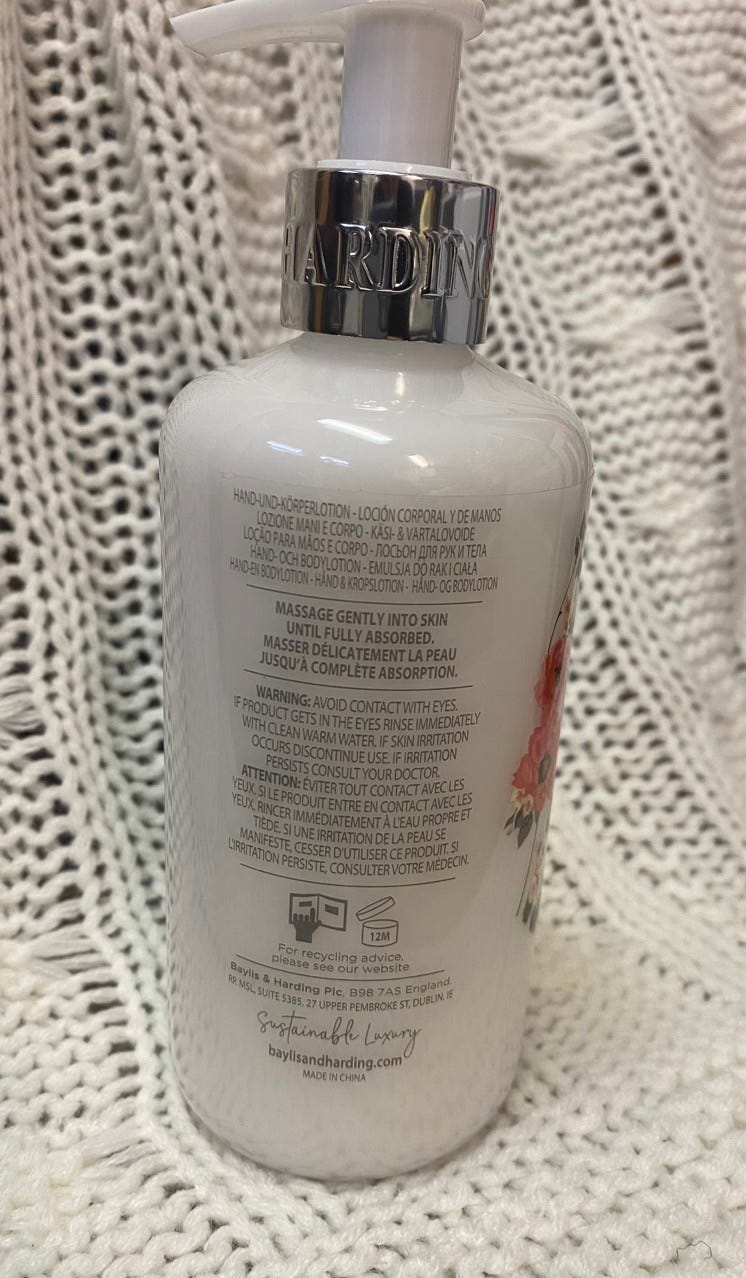 HARDING
HAND-UND-KÖRPERLOTION - LOCIÓN CORPORAL Y DE MANOS
LOZIONE MANI E CORPO - KÄSI- & VARTALOVOIDE
LOÇÃO PARA MÃOS E CORPO - ЛОСЬОН ДЛЯ РУК И ТЕЛА
HAND- OCH BODYLOTION - EMULSJA DO RAK I CIAŁA
HAND-EN BODYLOTION - HÅND & KROPSLOTION - HÅND- OG BODYLOTION
MASSAGE GENTLY INTO SKIN
UNTIL FULLY ABSORBED.
MASSER DÉLICATEMENT LA PEAU
JUSQU'À COMPLÈTE ABSORPTION.
WARNING: AVOID CONTACT WITH EYES.
IF PRODUCT GETS IN THE EYES RINSE IMMEDIATELY
WITH CLEAN WARM WATER. IF SKIN IRRITATION
OCCURS DISCONTINUE USE. IF IRRITATION
PERSISTS CONSULT YOUR DOCTOR.
ATTENTION: ÉVITER TOUT CONTACT AVEC LES
YEUX. SI LE PRODUIT ENTRE EN CONTACT AVEC LES
YEUX, RINCER IMMÉDIATEMENT À L'EAU PROPRE ET
TIÈDE. SI UNE IRRITATION DE LA PEAU SE
MANIFESTE, CESSER D'UTILISER CE PRODUIT. SI
L'IRRITATION PERSISTE, CONSULTER VOTRE MÉDECIN.
12M
For recycling advice,
please see our website
Baylis & Harding Plc, B98 7AS England.
RP: MSL, SUITE 5385, 27 UPPER PEMBROKE ST, DUBLIN. IE
Sustainable Luxury
baylisandharding.com
MADE IN CHINA